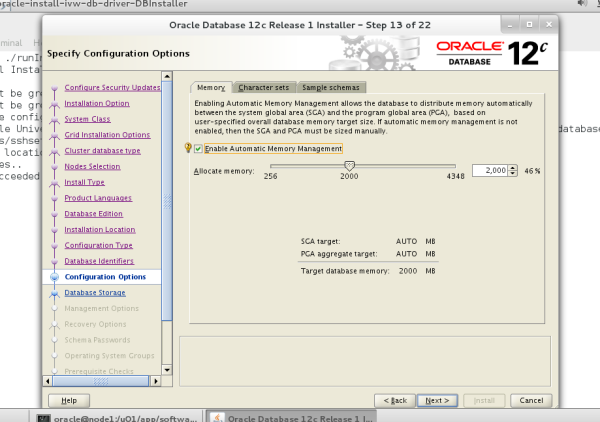 oracle-install-ivw-db-driver-DBInstaller
Oracle Database 12c Release 1 Installer - Step 13 of 22
Specify Configuration Options
ORACLE
DATABASE
12c
Configure Security Updates
Installation Option
System Class
Grid Installation Options
Cluster database type
Nodes Selection
Install Type
Product Languages
Database Edition
Installation Location
Configuration Type
Database Identifiers
Configuration Options
Database Storage
Management Options
Recovery Options
Schema Passwords
Operating System Groups
Prerequisite Checks
Memory Character sets Sample schemas
Enabling Automatic Memory Management allows the database to distribute memory automatically
between the system global area (SGA) and the program global area (PGA), based on
user-specified overall database memory target size. If automatic memory management is not
enabled, then the SGA and PGA must be sized manually.
Enable Automatic Memory Management
Allocate memory: 256 2000 4348 2,000 46 %
SGA target: AUTO MB
PGA aggregate target: AUTO MB
Target database memory: 2000 MB
Help < Back Next > Install Cancel
oracle@node1:/u01/app/softwa... Oracle Database 12c Release 1 I...